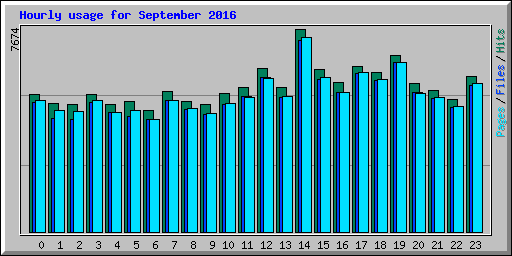 Hourly usage for September 2016
7674
Pages/Files/Hits
0 1 2 3 4 5 6 7 8 9 10 11 12 13 14 15 16 17 18 19 20 21 22 23